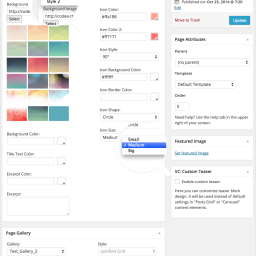 Style 2
Background
http://node
Select
Background Image
http://codeex.t
Select
Background Color:
Title Text Color:
Excerpt Color:
Excerpt:
Icon Color:
#ffa188
Icon Color 2:
#ff7171
Icon Style:
90°
Icon Background Color:
#ffffff
Icon Border Color:
Icon Shape:
Circle
Icon Size:
Medium
Small
Medium
Big
Published on: Oct 23, 2014 @ 7:20
Edit
Move to Trash
Update
Page Attributes
Parent
(no parent)
Template
Default Template
Order
0
Need help? Use the Help tab in the upper right of your screen.
Featured Image
Set featured image
VC: Custom Teaser
Enable custom teaser
Here you can customize teaser block design. It will be used instead of default settings in "Posts Grid" or "Carousel" content elements.
Page Gallery
Gallery:
Test_Gallery_2
Style:
Justified Grid